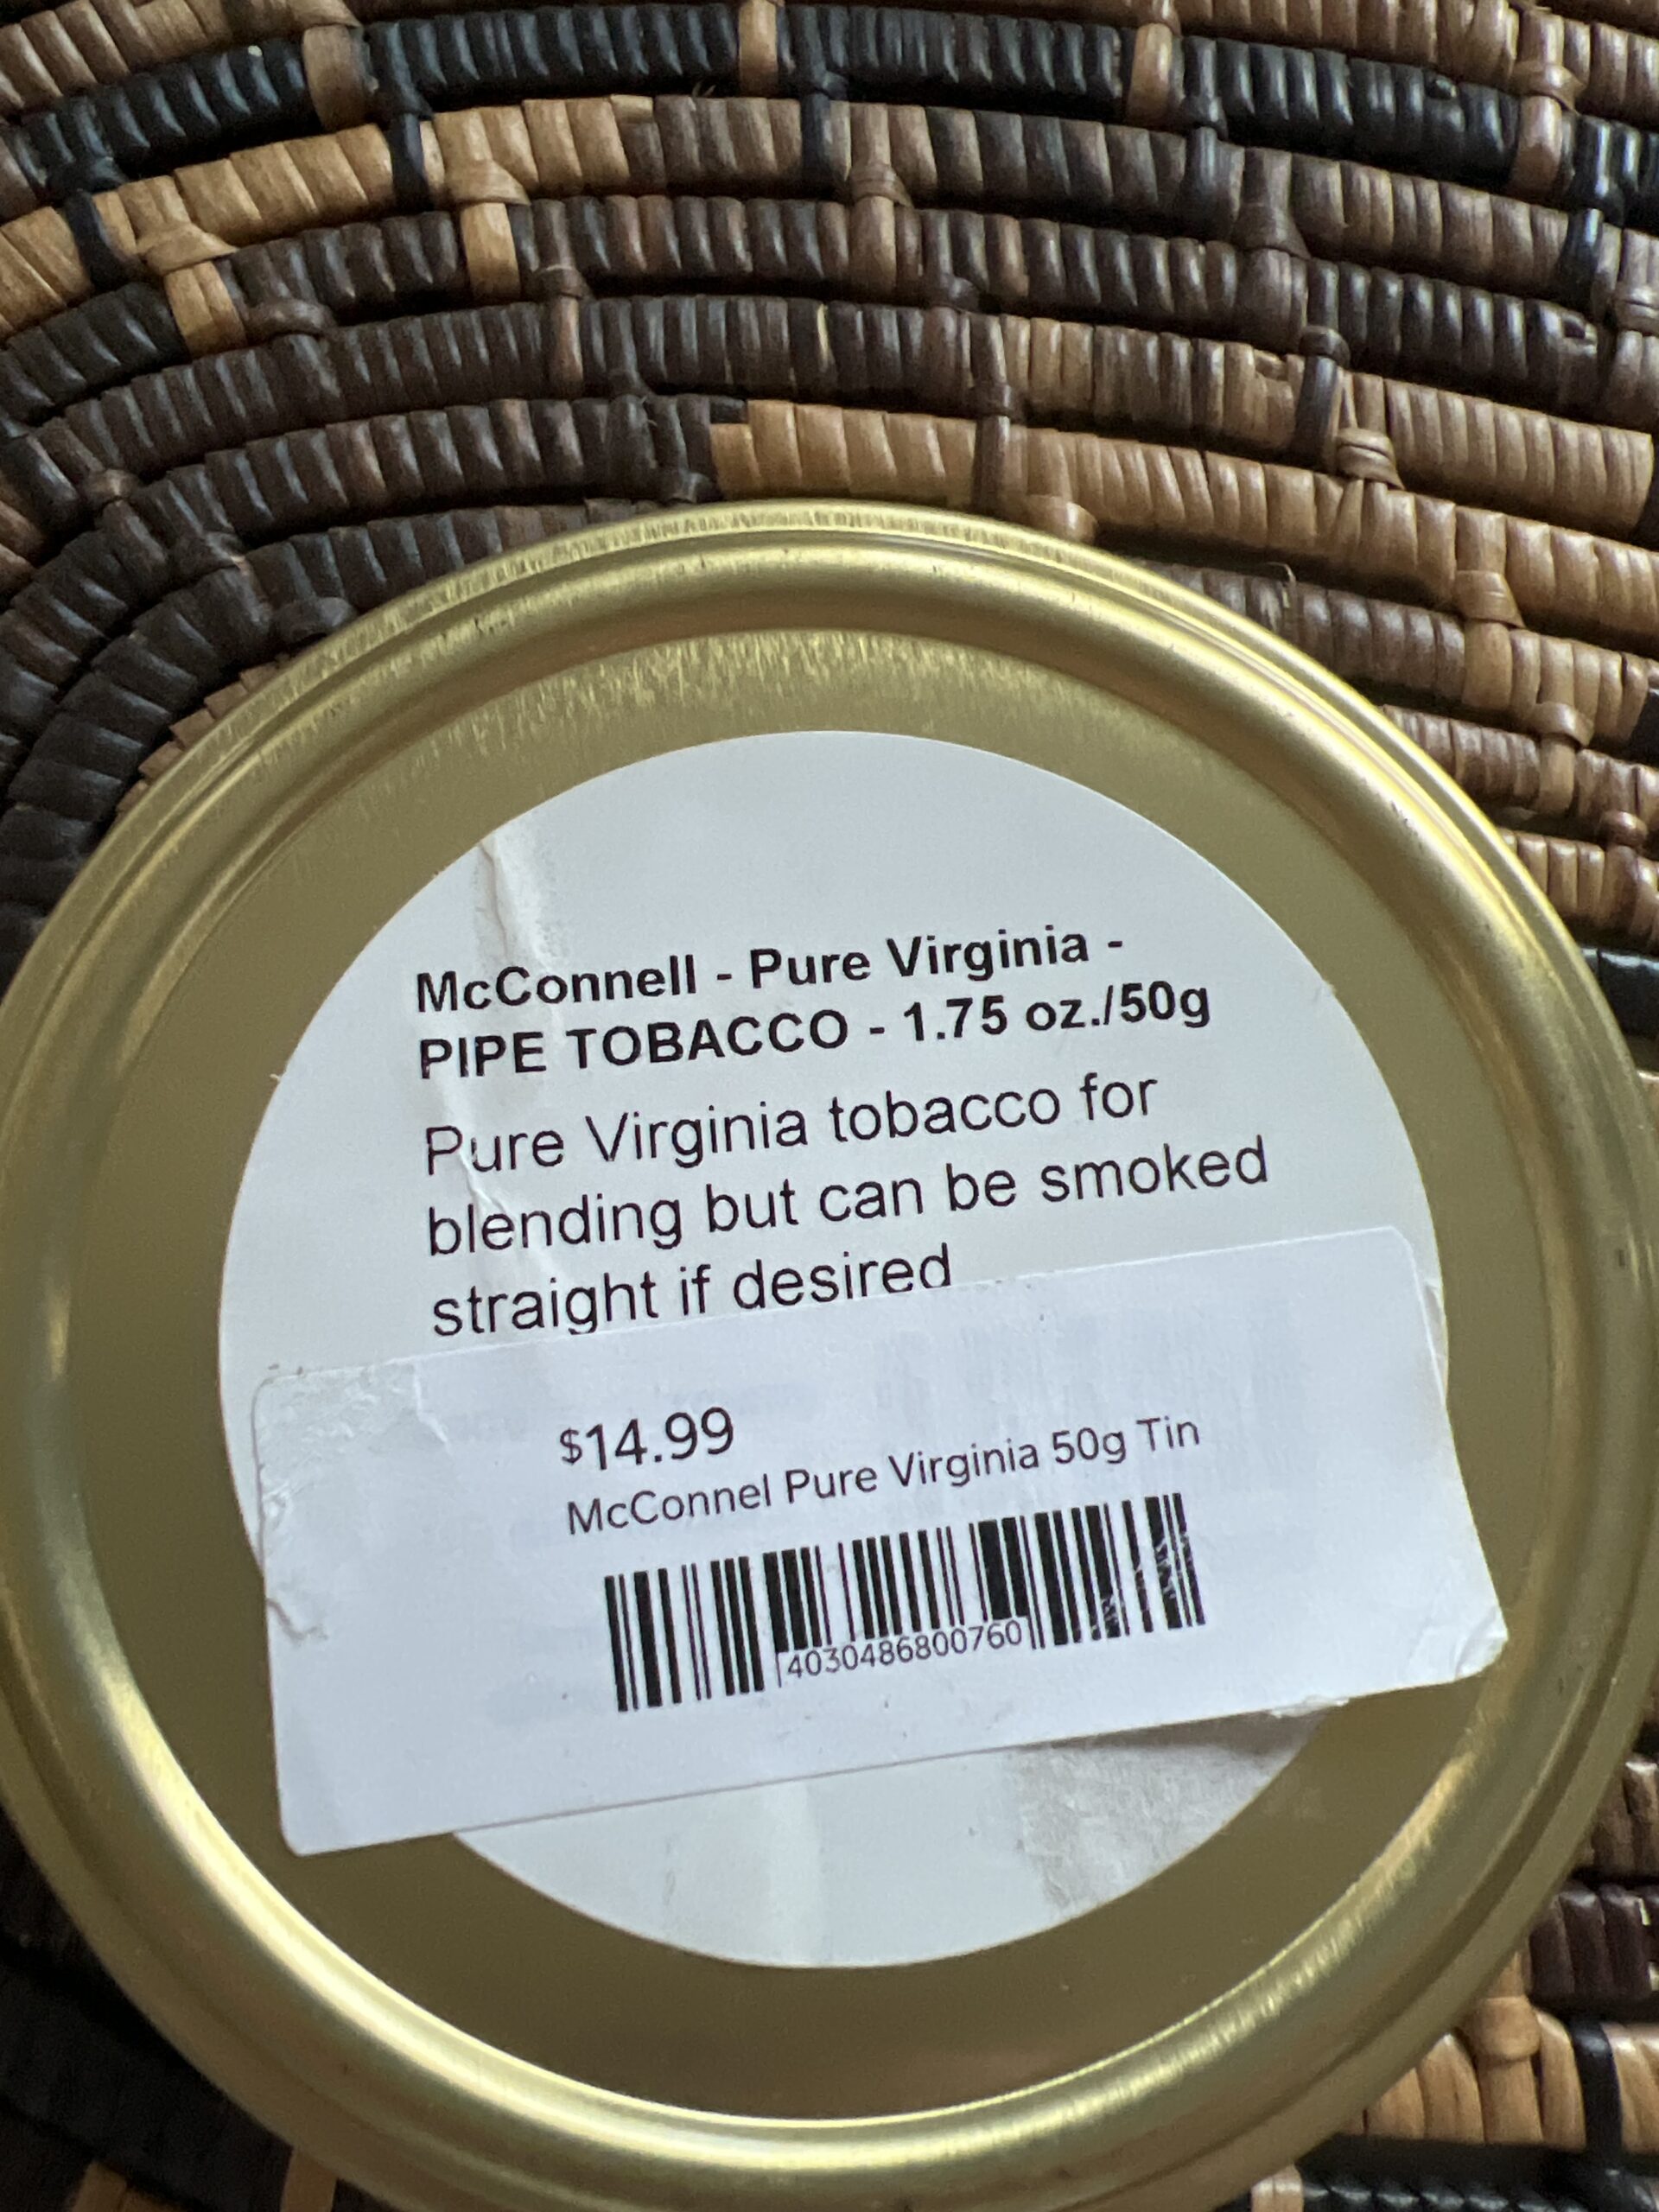 McConnell - Pure Virginia -
PIPE TOBACCO - 1.75 oz./50g
Pure Virginia tobacco for
blending but can be smoked
straight if desired
$14.99
McConnel Pure Virginia 50g Tin
4030486800760